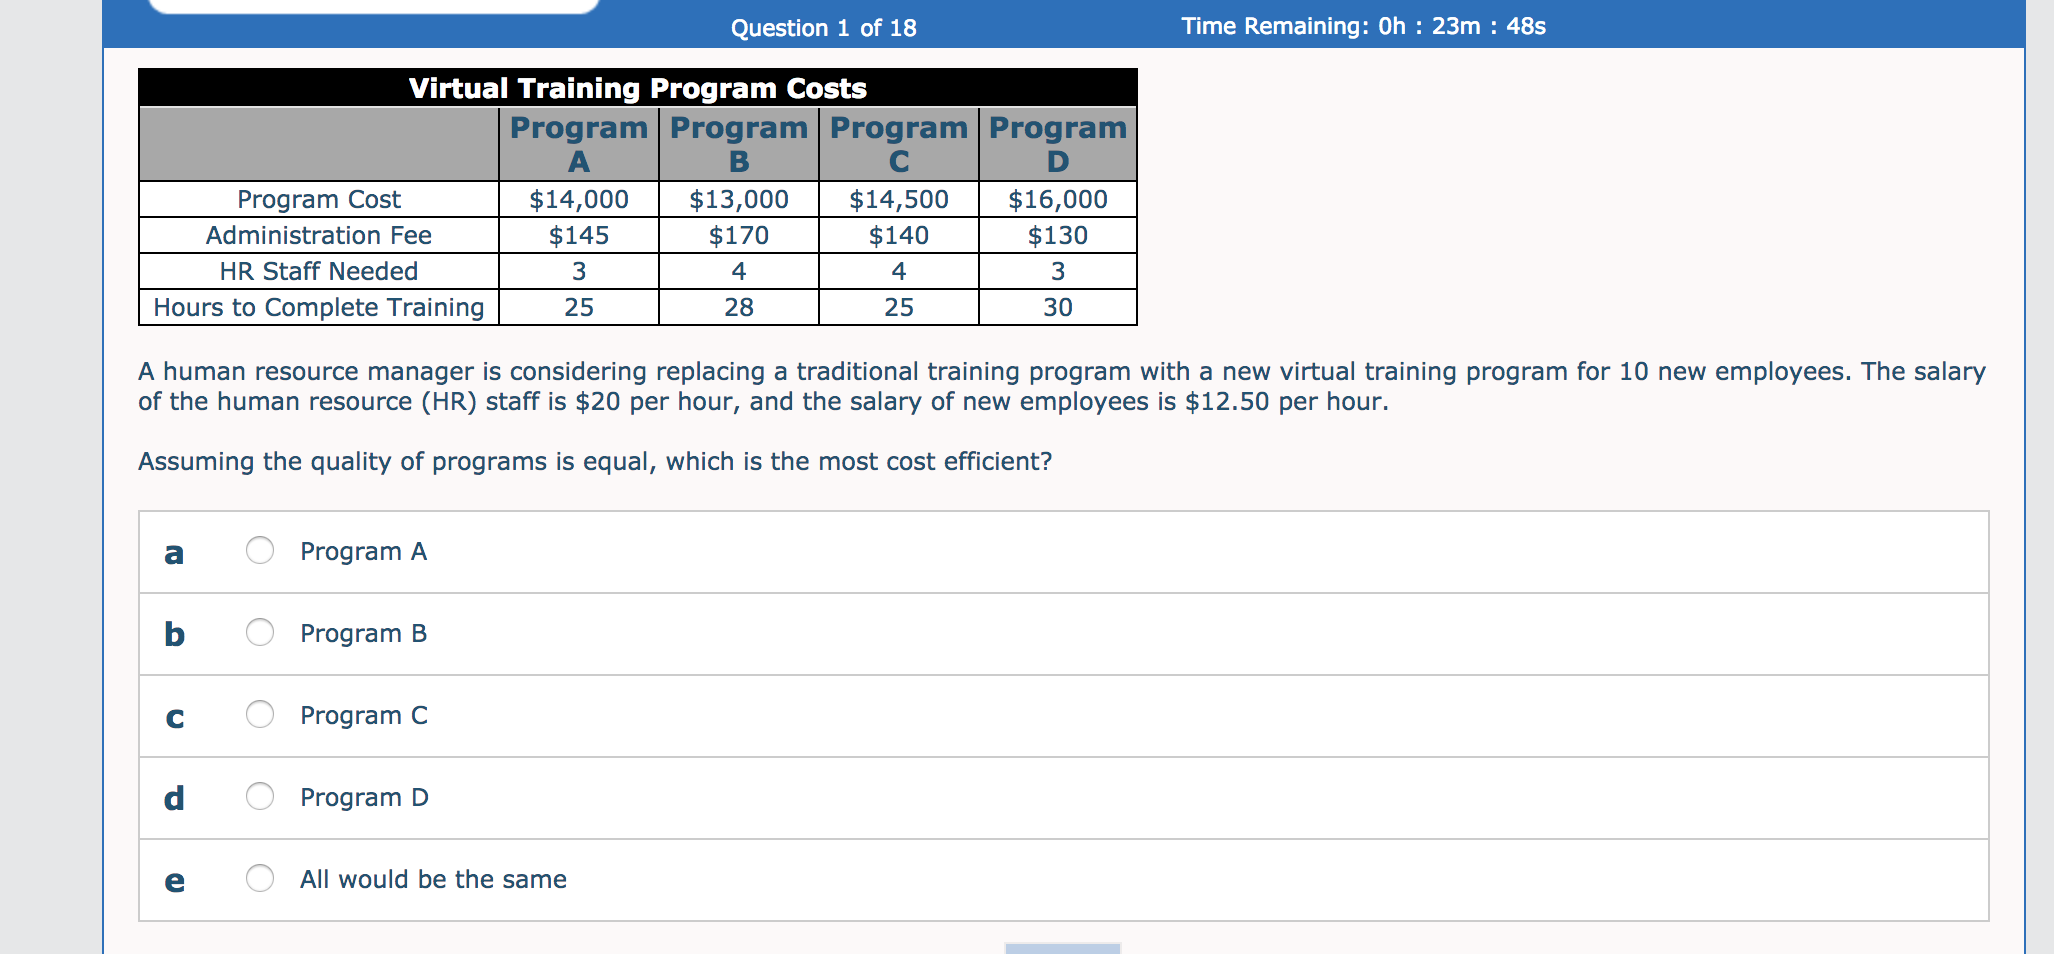 Question 1 of 18
Time Remaining: 0h : 23m : 48s
Virtual Training Program Costs
Program A Program B Program C Program D
Program Cost $14,000 $13,000 $14,500 $16,000
Administration Fee $145 $170 $140 $130
HR Staff Needed 3 4 4 3
Hours to Complete Training 25 28 25 30
A human resource manager is considering replacing a traditional training program with a new virtual training program for 10 new employees. The salary
of the human resource (HR) staff is $20 per hour, and the salary of new employees is $12.50 per hour.
Assuming the quality of programs is equal, which is the most cost efficient?
a Program A
b Program B
c Program C
d Program D
e All would be the same